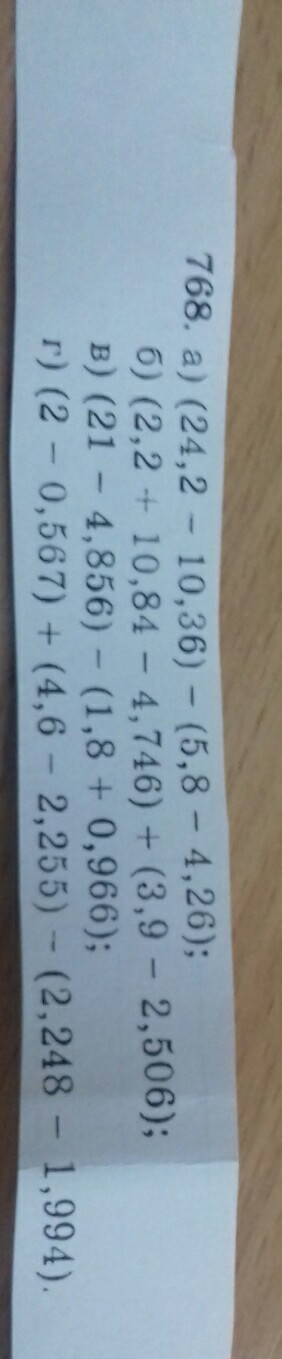 768. а) (24,2 − 10,36) − (5,8 − 4,26);
б) (2,2 + 10,84 − 4,746) + (3,9 − 2,506);
в) (21 − 4,856) − (1,8 + 0,966);
г) (2 − 0,567) + (4,6 − 2,255) − (2,248 − 1,994).